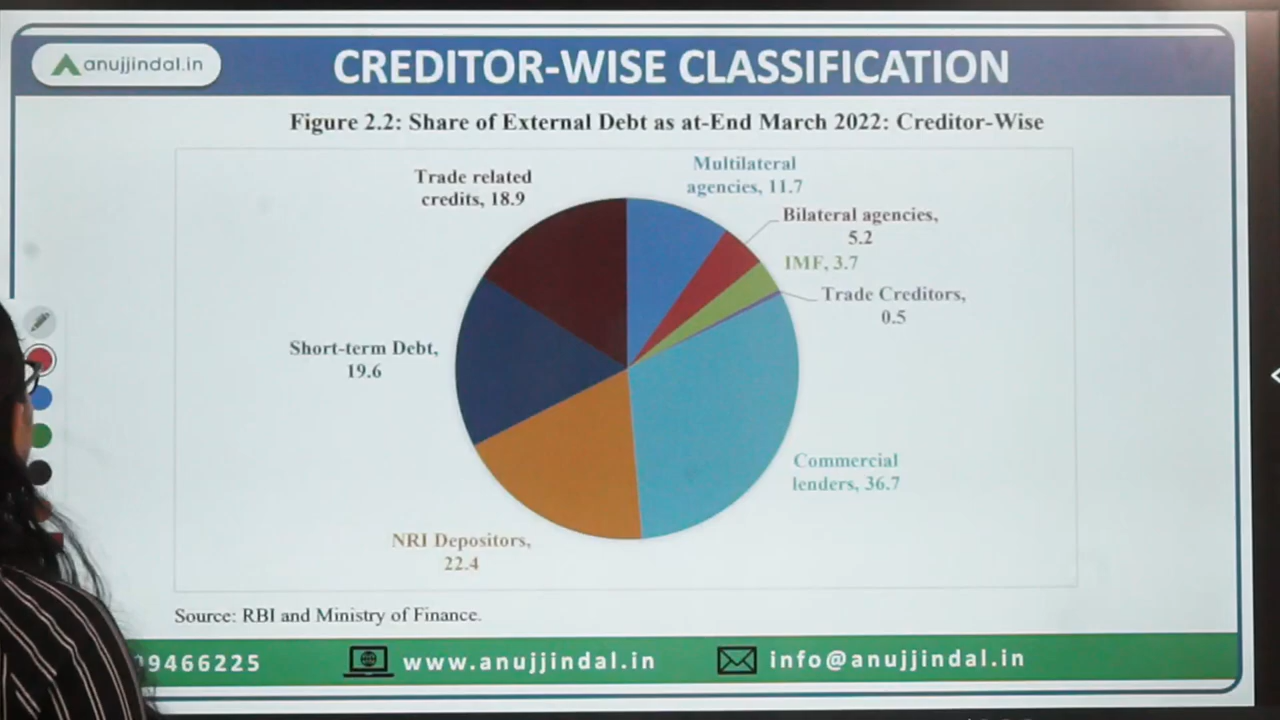 anujjindal.in
CREDITOR-WISE CLASSIFICATION
Figure 2.2: Share of External Debt as at-End March 2022: Creditor-Wise
Trade related
credits, 18.9
Multilateral
agencies, 11.7
Bilateral agencies,
5.2
IMF, 3.7
Trade Creditors,
0.5
Short-term Debt,
19.6
Commercial
lenders, 36.7
NRI Depositors,
22.4
Source: RBI and Ministry of Finance.
9466225
www.anujjindal.in
info@anujjindal.in